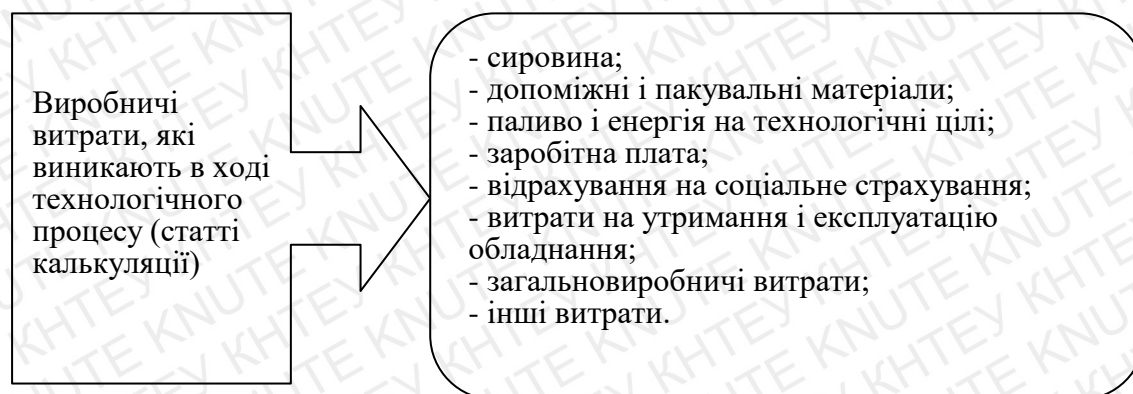 Виробничі
витрати, які
виникають в ході
технологічного
процесу (статті
калькуляції)
- сировина;
- допоміжні і пакувальні матеріали;
- паливо і енергія на технологічні цілі;
- заробітна плата;
- відрахування на соціальне страхування;
- витрати на утримання і експлуатацію
обладнання;
- загальновиробничі витрати;
- інші витрати.